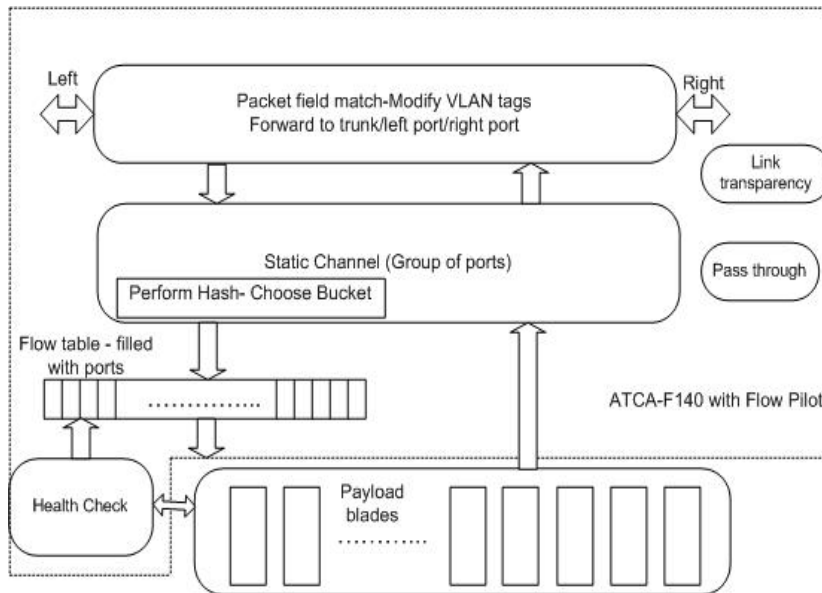 Left
Right
Packet field match-Modify VLAN tags
Forward to trunk/left port/right port
Link
transparency
Static Channel (Group of ports)
Pass through
Perform Hash- Choose Bucket
Flow table - filled
with ports
ATCA-F140 with Flow Pilot
Health Check
Payload
blades